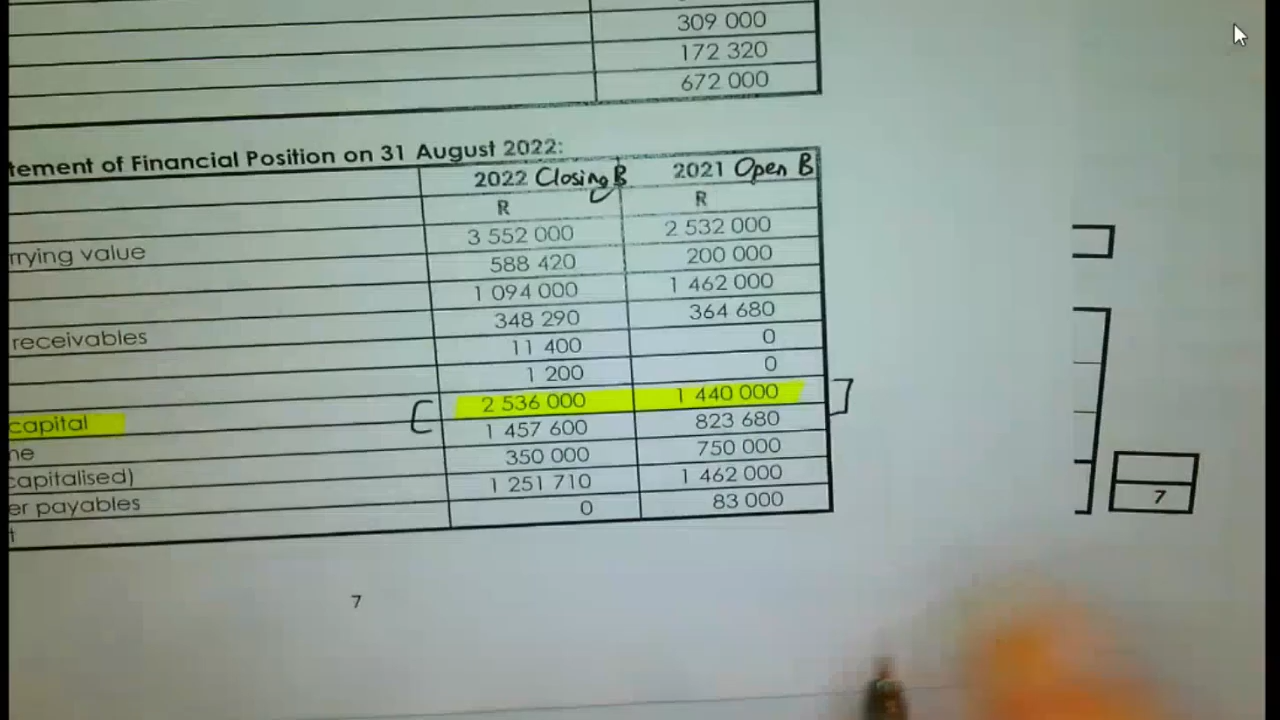 309 000
172 320
672 000
tement of Financial Position on 31 August 2022:
2022 Closing B 2021 Open B
R R
rrying value 3 552 000 2 532 000
588 420 200 000
1 094 000 1 462 000
receivables 348 290 364 680
11 400 0
1 200 0
capital 2 536 000 1 440 000
ne 1 457 600 823 680
capitalised) 350 000 750 000
er payables 1 251 710 1 462 000
t 0 83 000
7
7